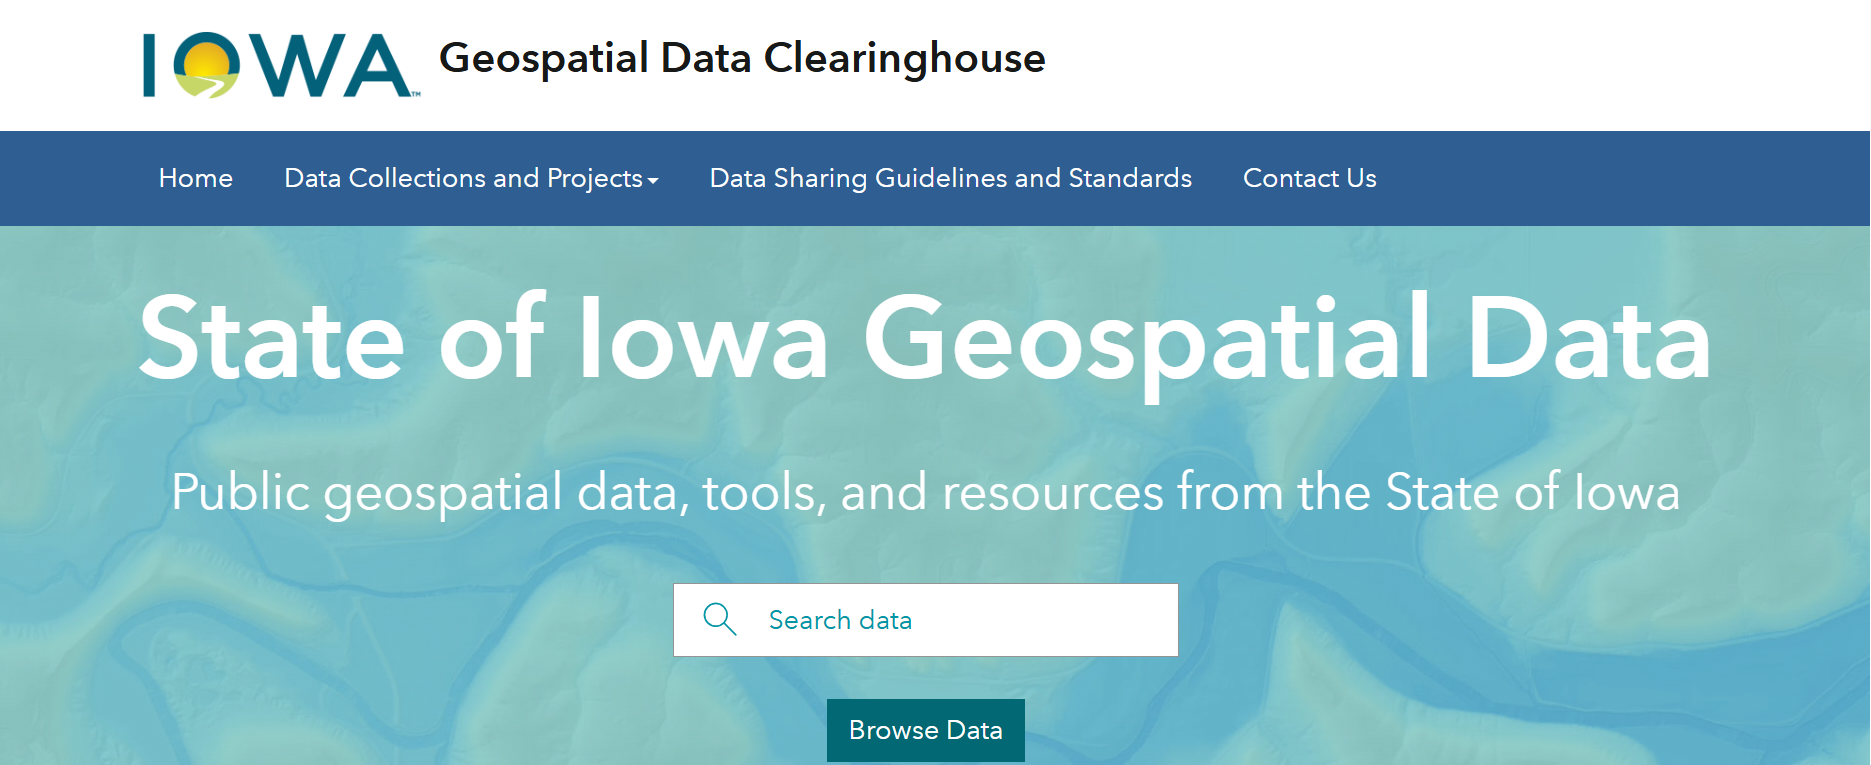 IOWA™ Geospatial Data Clearinghouse
Home Data Collections and Projects Data Sharing Guidelines and Standards Contact Us
State of Iowa Geospatial Data
Public geospatial data, tools, and resources from the State of Iowa
Search data
Browse Data